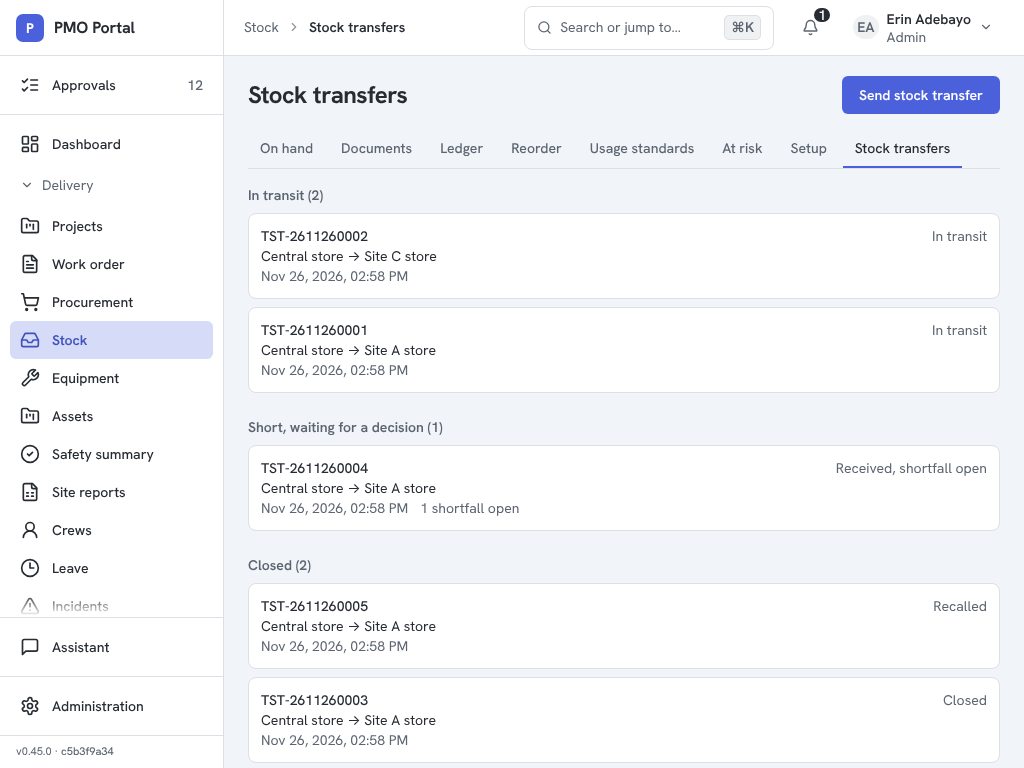 P
PMO Portal
Approvals 12
Dashboard
Delivery
Projects
Work order
Procurement
Stock
Equipment
Assets
Safety summary
Site reports
Crews
Leave
Incidents
Assistant
Administration
v0.45.0 · c5b3f9a34
Stock > Stock transfers
Search or jump to... ⌘K
1
EA
Erin Adebayo
Admin
Stock transfers
Send stock transfer
On hand Documents Ledger Reorder Usage standards At risk Setup Stock transfers
In transit (2)
TST-2611260002 In transit
Central store → Site C store
Nov 26, 2026, 02:58 PM
TST-2611260001 In transit
Central store → Site A store
Nov 26, 2026, 02:58 PM
Short, waiting for a decision (1)
TST-2611260004 Received, shortfall open
Central store → Site A store
Nov 26, 2026, 02:58 PM 1 shortfall open
Closed (2)
TST-2611260005 Recalled
Central store → Site A store
Nov 26, 2026, 02:58 PM
TST-2611260003 Closed
Central store → Site A store
Nov 26, 2026, 02:58 PM